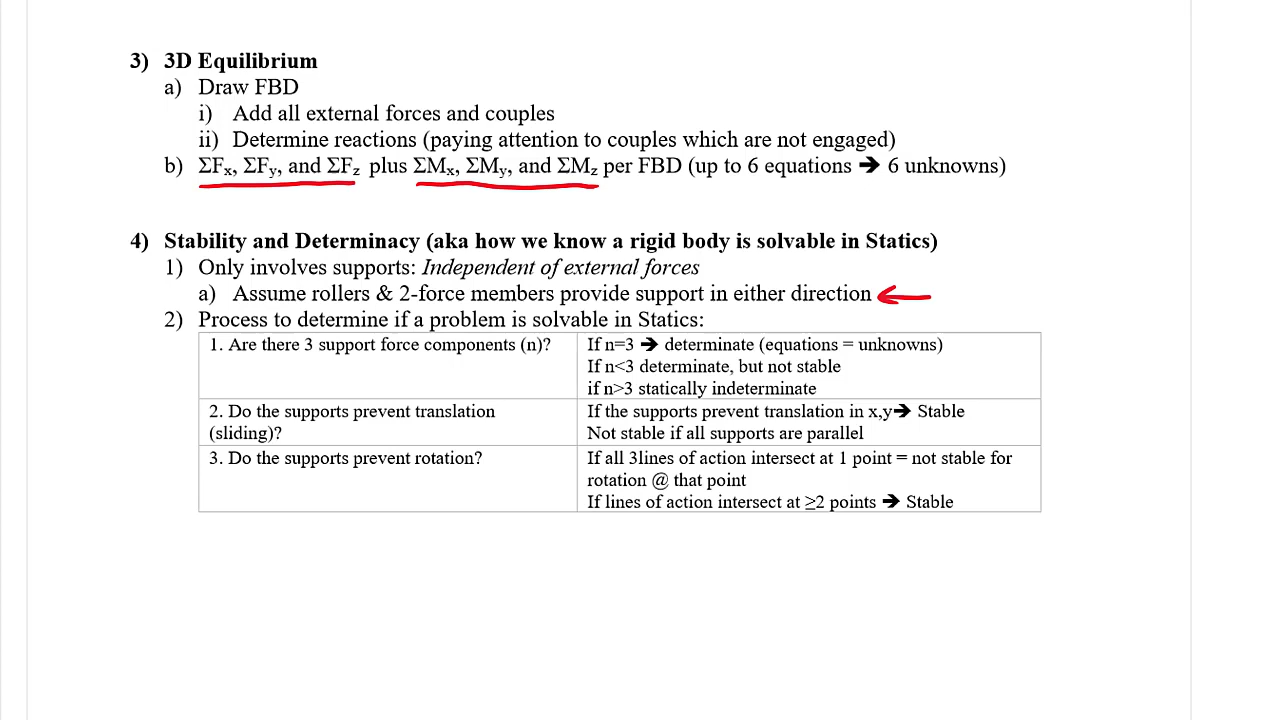 3) 3D Equilibrium
a) Draw FBD
i) Add all external forces and couples
ii) Determine reactions (paying attention to couples which are not engaged)
b) ΣFx, ΣFy, and ΣFz plus ΣMx, ΣMy, and ΣMz per FBD (up to 6 equations 🡪 6 unknowns)
4) Stability and Determinacy (aka how we know a rigid body is solvable in Statics)
1) Only involves supports: Independent of external forces
a) Assume rollers & 2-force members provide support in either direction
2) Process to determine if a problem is solvable in Statics:
1. Are there 3 support force components (n)?
If n=3 🡪 determinate (equations = unknowns)
If n<3 determinate, but not stable
if n>3 statically indeterminate
2. Do the supports prevent translation
(sliding)?
If the supports prevent translation in x,y🡪 Stable
Not stable if all supports are parallel
3. Do the supports prevent rotation?
If all 3lines of action intersect at 1 point = not stable for
rotation @ that point
If lines of action intersect at ≥2 points 🡪 Stable